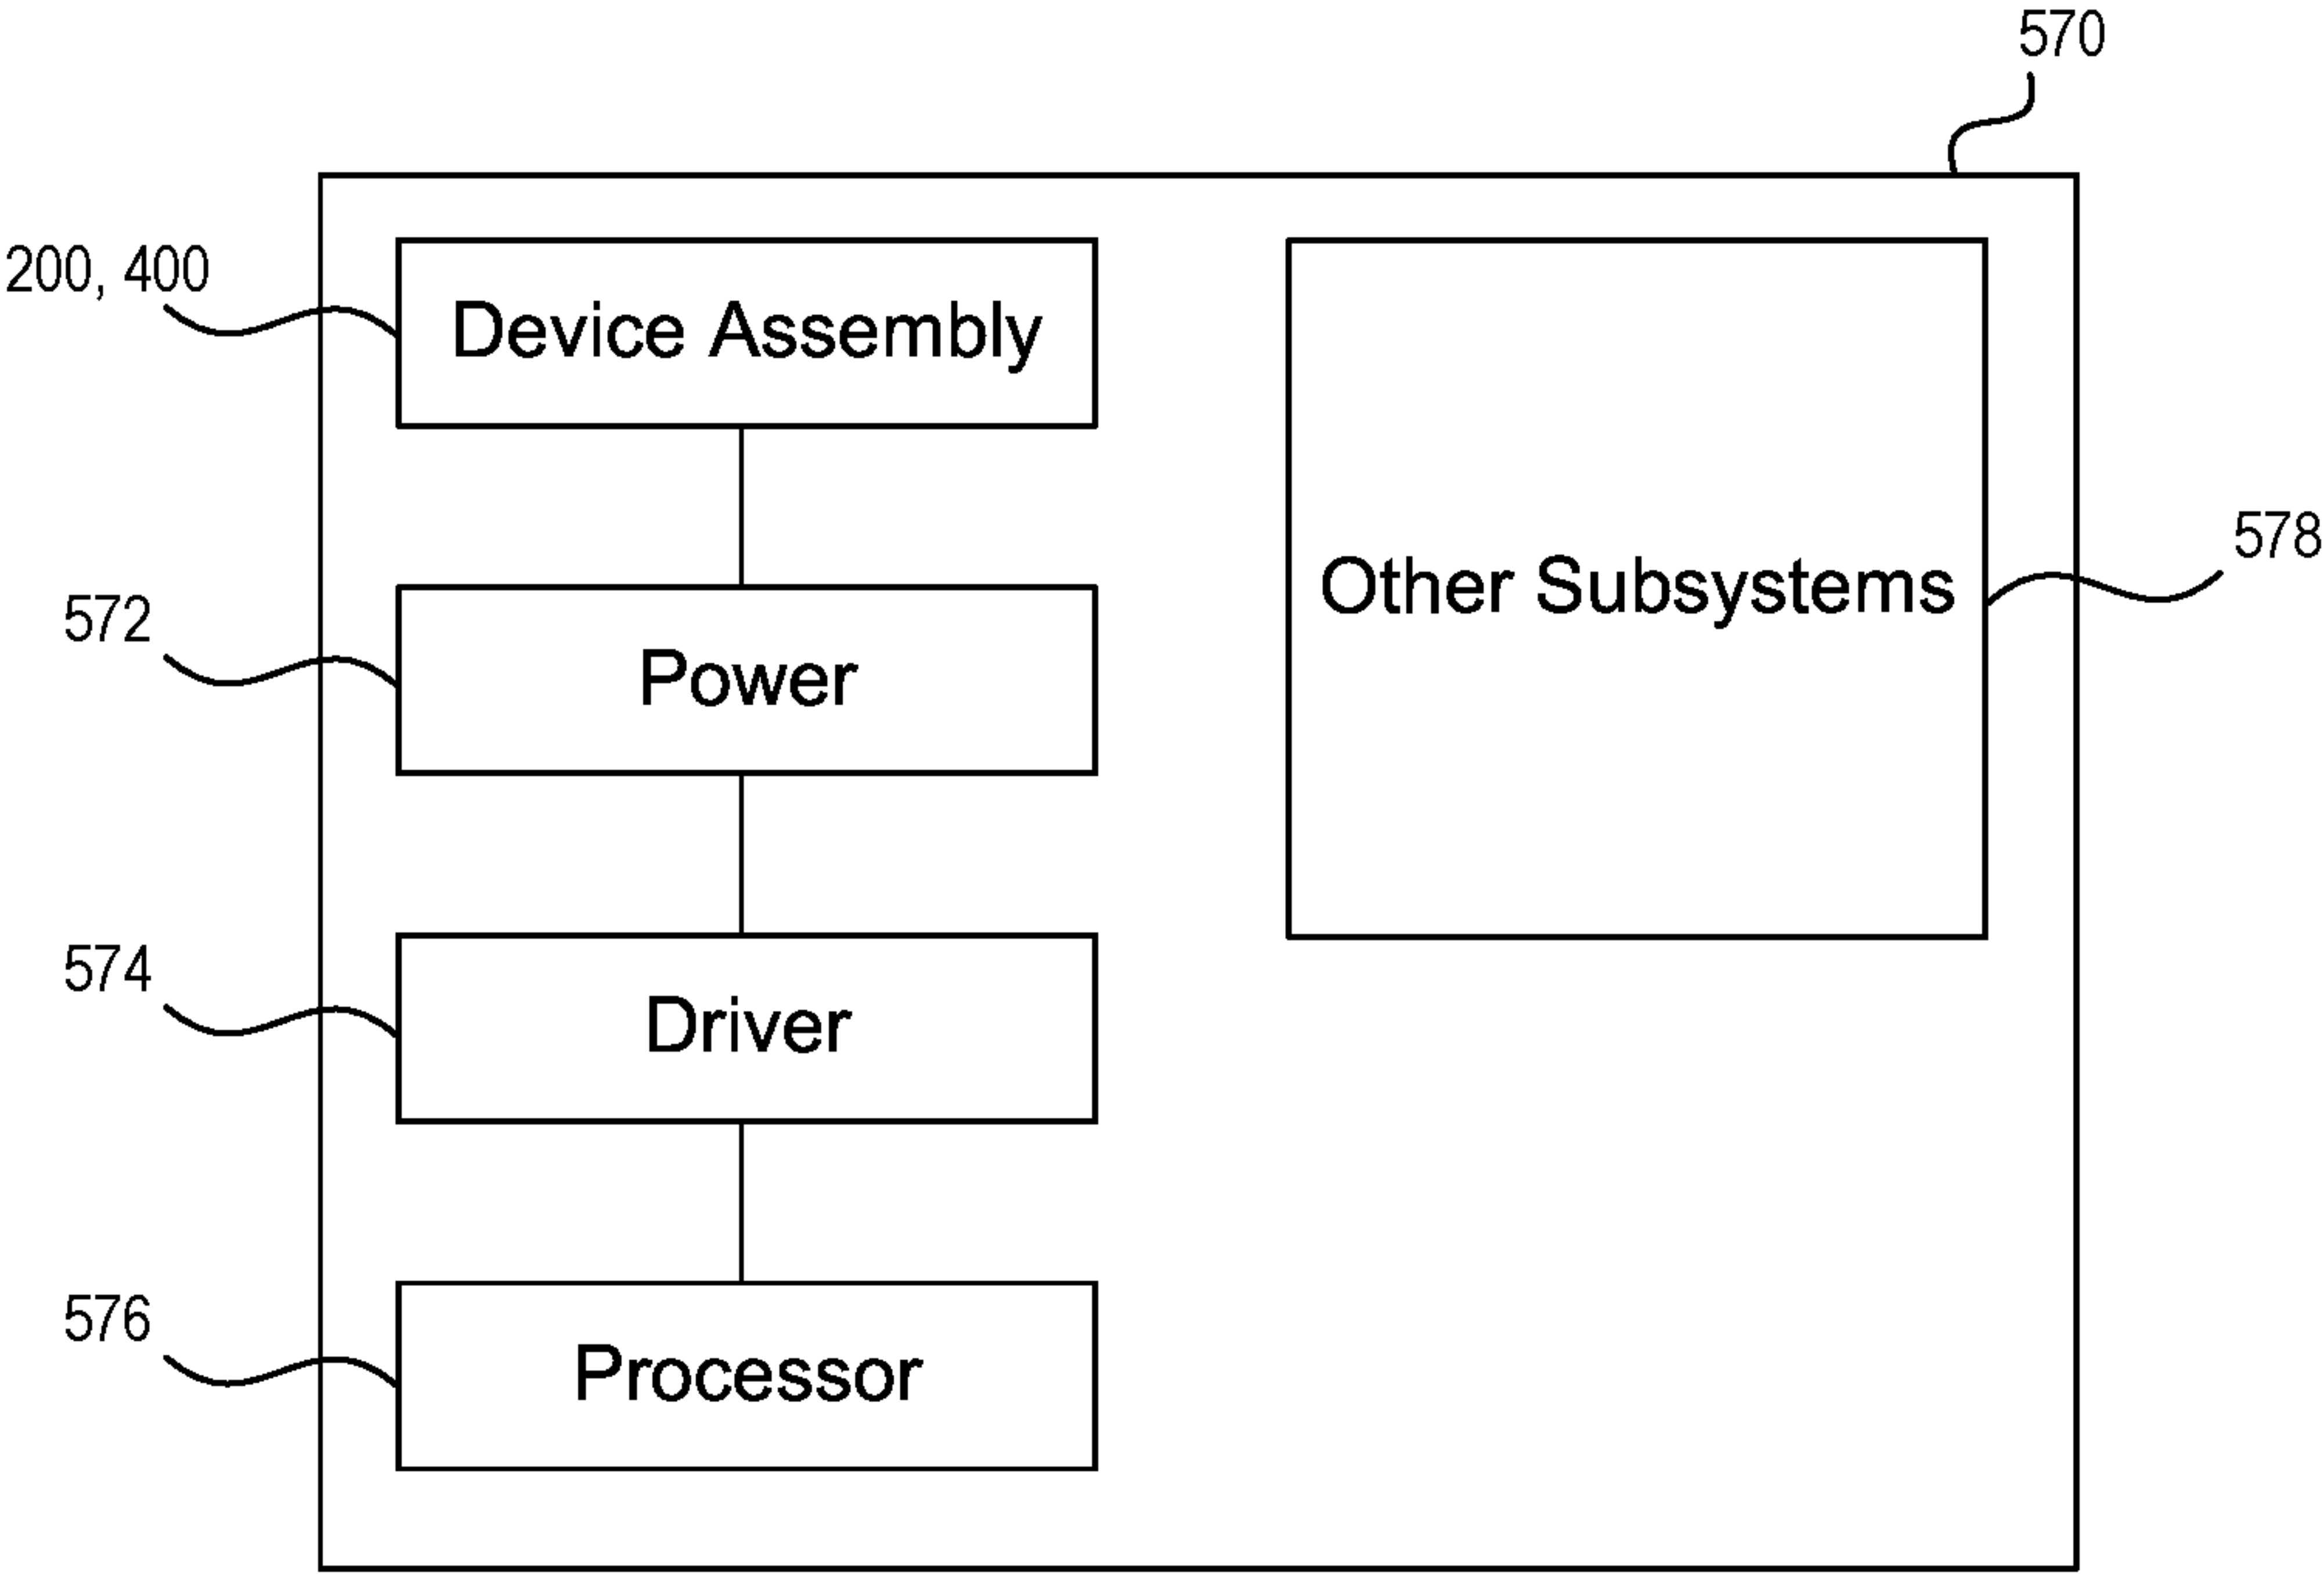 570
200, 400
Device Assembly
Other Subsystems
578
572
Power
574
Driver
576
Processor